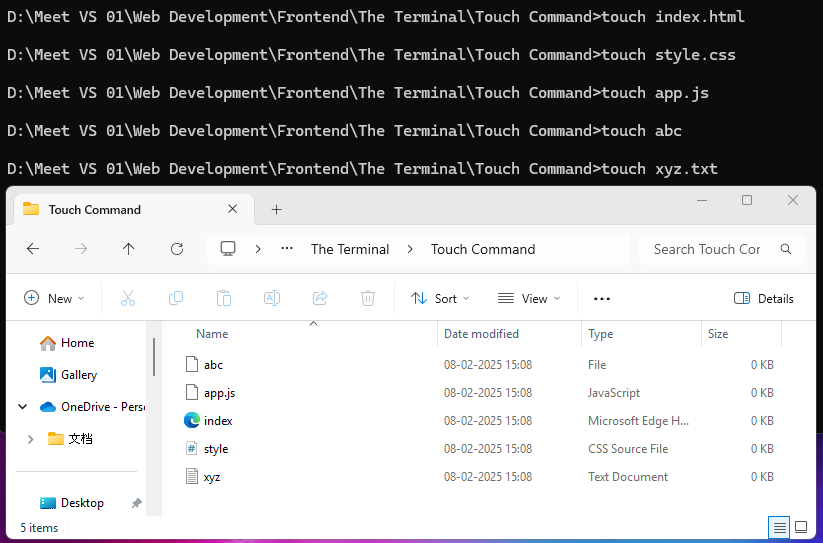 D:\Meet VS 01\Web Development\Frontend\The Terminal\Touch Command>touch index.html
D:\Meet VS 01\Web Development\Frontend\The Terminal\Touch Command>touch style.css
D:\Meet VS 01\Web Development\Frontend\The Terminal\Touch Command>touch app.js
D:\Meet VS 01\Web Development\Frontend\The Terminal\Touch Command>touch abc
D:\Meet VS 01\Web Development\Frontend\The Terminal\Touch Command>touch xyz.txt
Touch Command
The Terminal > Touch Command Search Touch Cor
New Sort View ... Details
Name Date modified Type Size
Home
Gallery
OneDrive - Perso
文档
Desktop
abc 08-02-2025 15:08 File 0 KB
app.js 08-02-2025 15:08 JavaScript 0 KB
index 08-02-2025 15:08 Microsoft Edge H... 0 KB
style 08-02-2025 15:08 CSS Source File 0 KB
xyz 08-02-2025 15:08 Text Document 0 KB
5 items